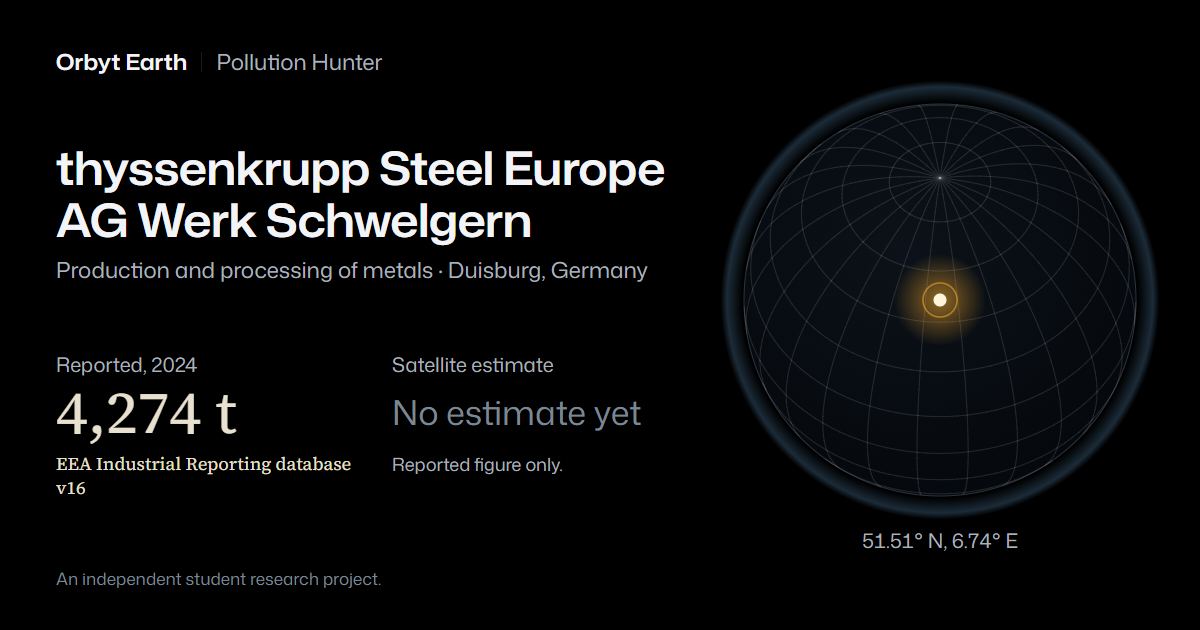 Orbyt Earth | Pollution Hunter
thyssenkrupp Steel Europe
AG Werk Schwelgern
Production and processing of metals · Duisburg, Germany
Reported, 2024
4,274 t
EEA Industrial Reporting database
v16
Satellite estimate
No estimate yet
Reported figure only.
51.51° N, 6.74° E
An independent student research project.